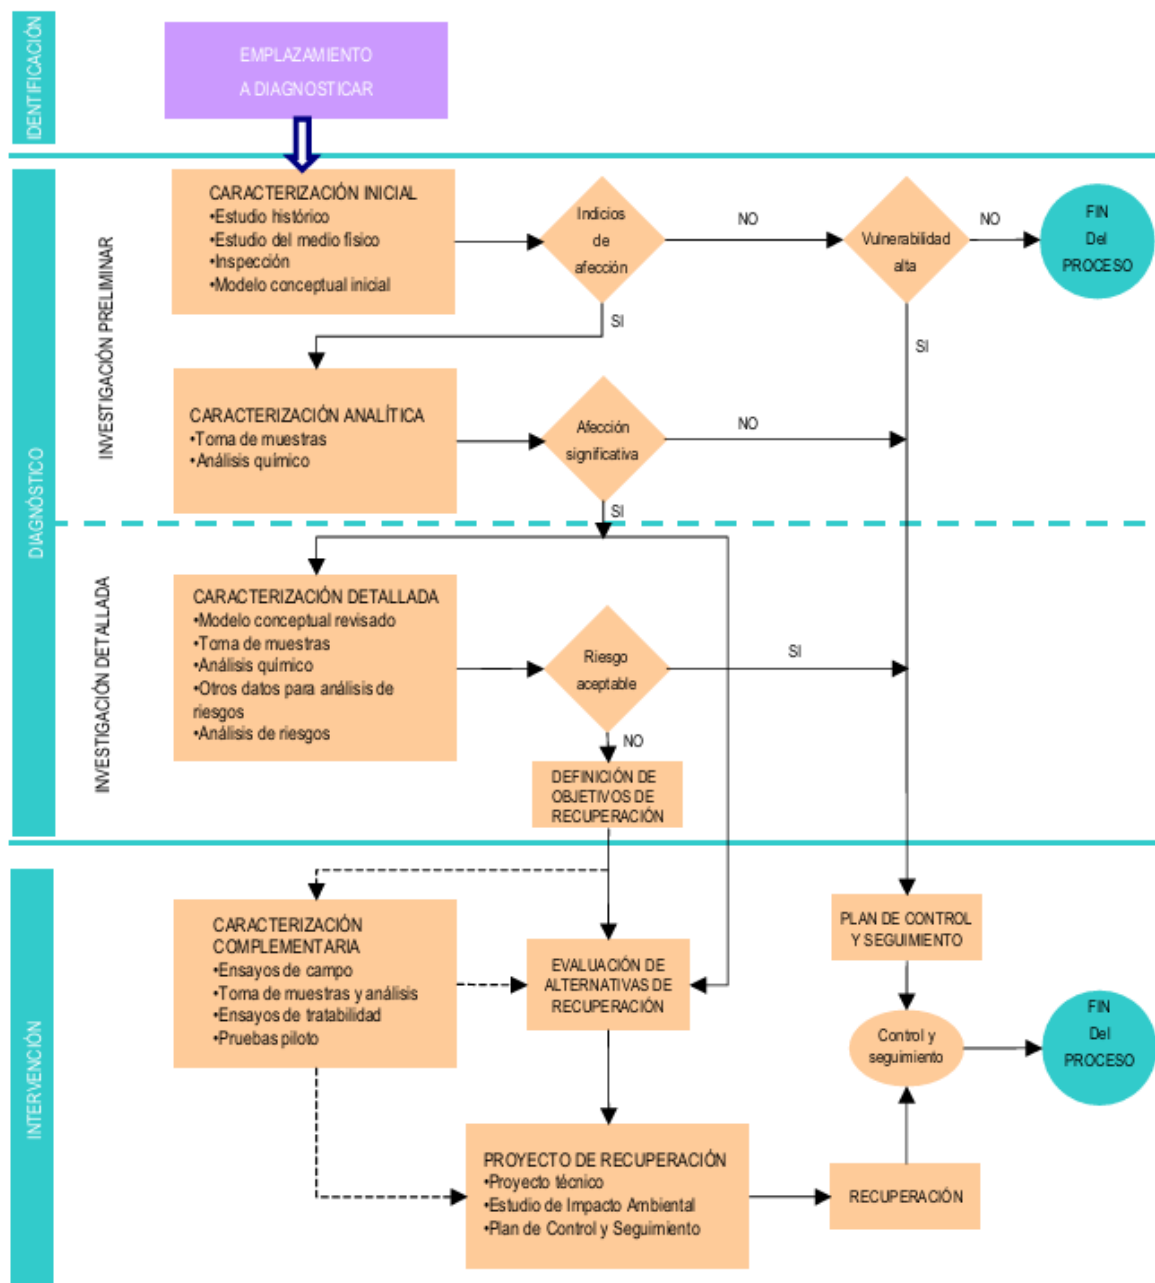 IDENTIFICACIÓN
EMPLAZAMIENTO
A DIAGNOSTICAR
DIAGNÓSTICO
INVESTIGACIÓN PRELIMINAR
CARACTERIZACIÓN INICIAL
•Estudio histórico
•Estudio del medio físico
•Inspección
•Modelo conceptual inicial
Indicios
de
afección
NO
Vulnerabilidad
alta
NO
FIN
Del
PROCESO
SI
SI
CARACTERIZACIÓN ANALÍTICA
•Toma de muestras
•Análisis químico
Afección
significativa
NO
SI
INVESTIGACIÓN DETALLADA
CARACTERIZACIÓN DETALLADA
•Modelo conceptual revisado
•Toma de muestras
•Análisis químico
•Otros datos para análisis de
riesgos
•Análisis de riesgos
Riesgo
aceptable
SI
NO
DEFINICIÓN DE
OBJETIVOS DE
RECUPERACIÓN
INTERVENCIÓN
CARACTERIZACIÓN
COMPLEMENTARIA
•Ensayos de campo
•Toma de muestras y análisis
•Ensayos de tratabilidad
•Pruebas piloto
EVALUACIÓN DE
ALTERNATIVAS DE
RECUPERACIÓN
PLAN DE CONTROL
Y SEGUIMIENTO
Control y
seguimiento
FIN
Del
PROCESO
PROYECTO DE RECUPERACIÓN
•Proyecto técnico
•Estudio de Impacto Ambiental
•Plan de Control y Seguimiento
RECUPERACIÓN